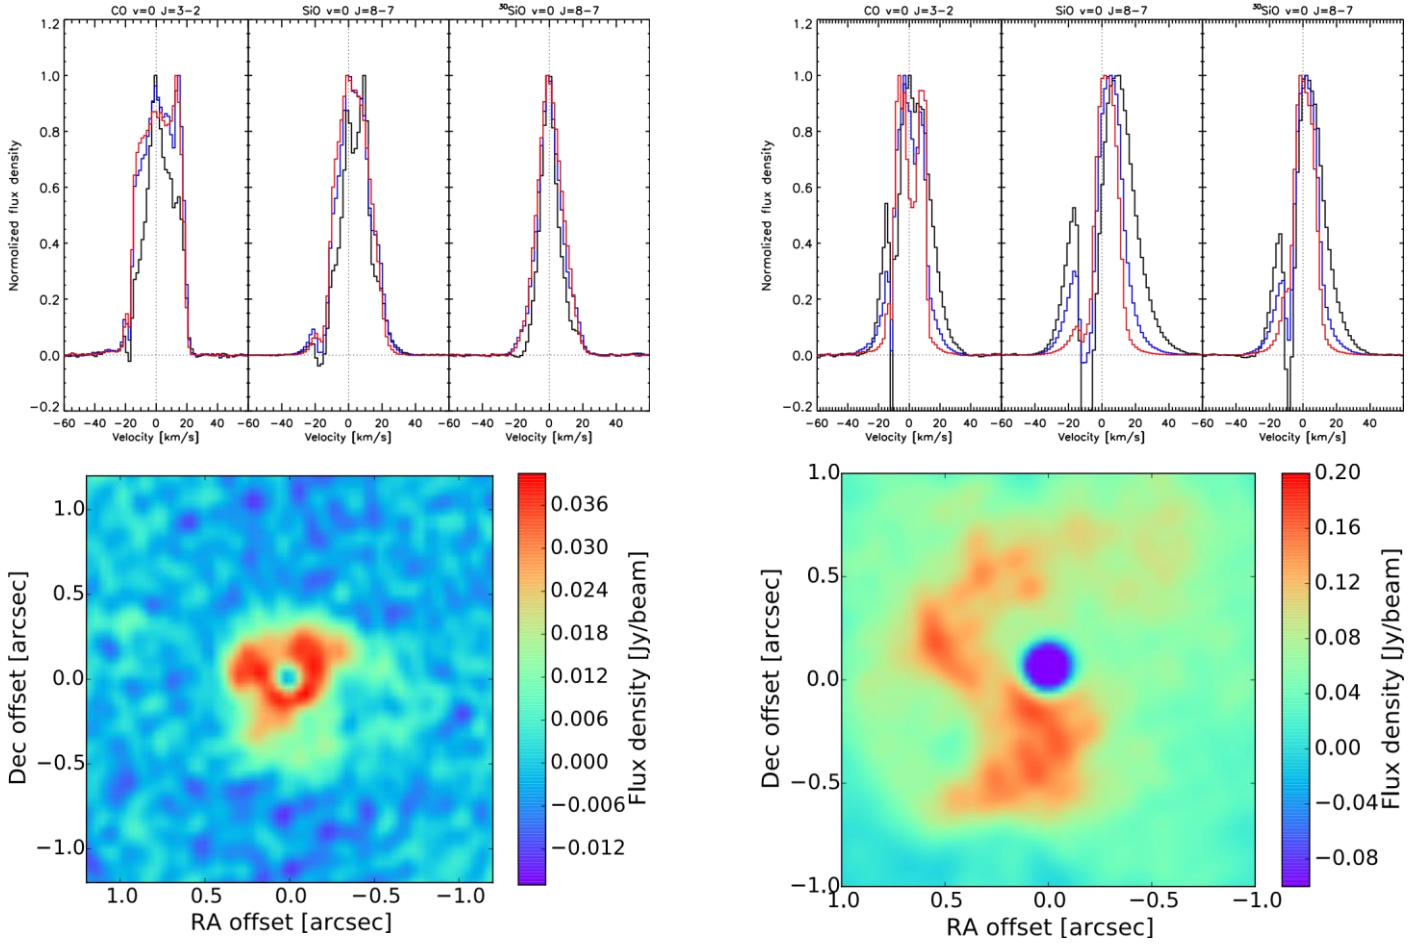 CO v=0 J=3-2 SiO v=0 J=8-7 ³⁰SiO v=0 J=8-7
1.2
1.0
0.8
0.6
0.4
0.2
0.0
−0.2
Normalized flux density
−60 −40 −20 0 20 40 −60 −40 −20 0 20 40 −60 −40 −20 0 20 40 60
Velocity [km/s] Velocity [km/s] Velocity [km/s]
CO v=0 J=3-2 SiO v=0 J=8-7 ³⁰SiO v=0 J=8-7
1.2
1.0
0.8
0.6
0.4
0.2
0.0
−0.2
Normalized flux density
−60 −40 −20 0 20 40 −60 −40 −20 0 20 40 −60 −40 −20 0 20 40 60
Velocity [km/s] Velocity [km/s] Velocity [km/s]
1.0
0.5
0.0
−0.5
−1.0
Dec offset [arcsec]
1.0 0.5 0.0 −0.5 −1.0
RA offset [arcsec]
0.036
0.030
0.024
0.018
0.012
0.006
0.000
−0.006
−0.012
Flux density [Jy/beam]
1.0
0.5
0.0
−0.5
−1.0
Dec offset [arcsec]
1.0 0.5 0.0 −0.5 −1.0
RA offset [arcsec]
0.20
0.16
0.12
0.08
0.04
0.00
−0.04
−0.08
Flux density [Jy/beam]